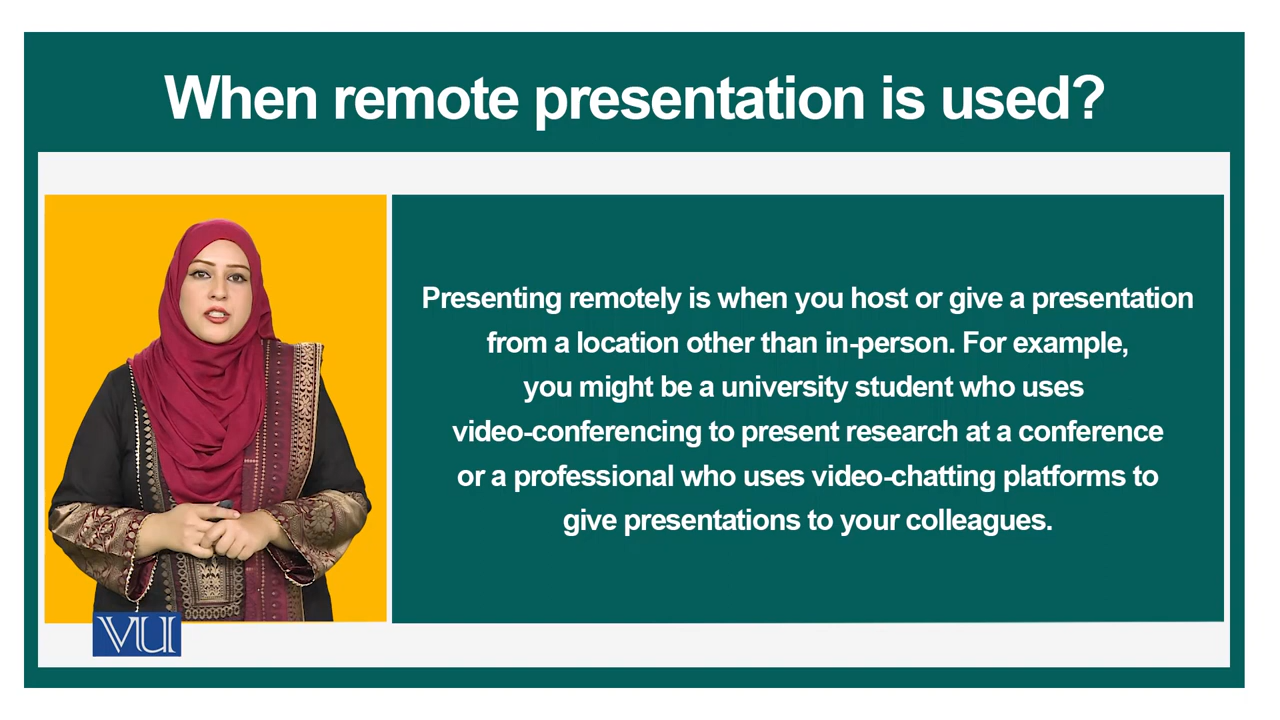 When remote presentation is used?
Presenting remotely is when you host or give a presentation
from a location other than in-person. For example,
you might be a university student who uses
video-conferencing to present research at a conference
or a professional who uses video-chatting platforms to
give presentations to your colleagues.
VU